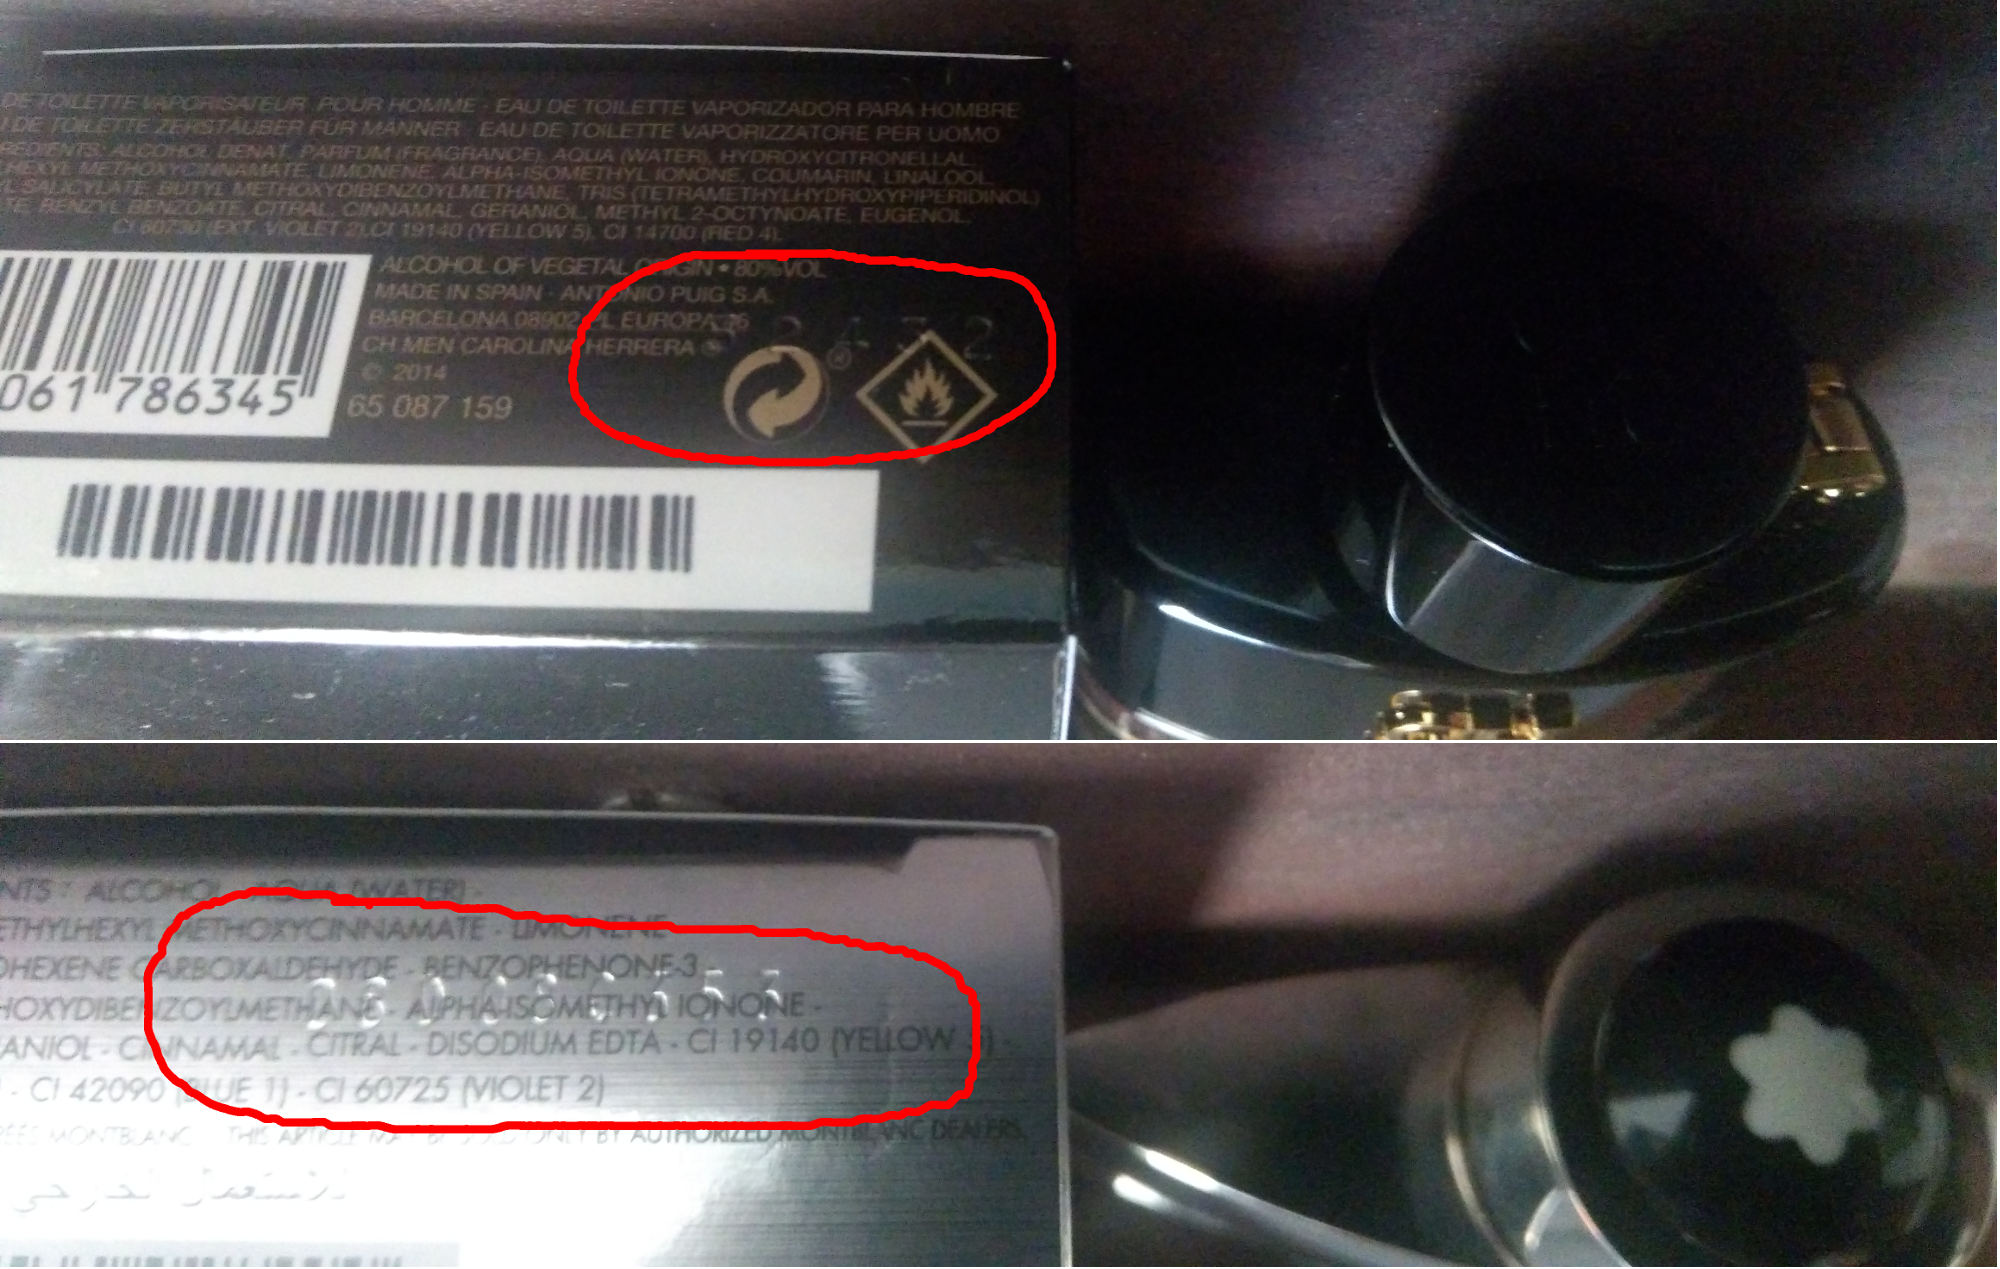 DE TOILETTE VAPORISATEUR POUR HOMME · EAU DE TOILETTE VAPORIZADOR PARA HOMBRE
DE TOILETTE ZERSTÄUBER FÜR MÄNNER · EAU DE TOILETTE VAPORIZZATORE PER UOMO
REDIENTS: ALCOHOL DENAT, PARFUM (FRAGRANCE), AQUA (WATER), HYDROXYCITRONELLAL,
HEXYL METHOXYCINNAMATE, LIMONENE, ALPHA-ISOMETHYL IONONE, COUMARIN, LINALOOL,
YL SALICYLATE, BUTYL METHOXYDIBENZOYLMETHANE, TRIS (TETRAMETHYLHYDROXYPIPERIDINOL)
TE, BENZYL BENZOATE, CITRAL, CINNAMAL, GERANIOL, METHYL 2-OCTYNOATE, EUGENOL,
CI 60730 (EXT. VIOLET 2),CI 19140 (YELLOW 5), CI 14700 (RED 4).
ALCOHOL OF VEGETAL ORIGIN • 80%VOL
MADE IN SPAIN · ANTONIO PUIG S.A.
BARCELONA 08902 PL EUROPA
CH MEN CAROLINA HERRERA ®
© 2014
65 087 159
®
061 786345
NTS : ALCOHOL - AQUA (WATER) -
ETHYLHEXYL METHOXYCINNAMATE - LIMONENE
OHEXENE CARBOXALDEHYDE - BENZOPHENONE-3 -
HOXYDIBENZOYLMETHANE - ALPHA-ISOMETHYL IONONE -
ANIOL - CINNAMAL - CITRAL - DISODIUM EDTA - CI 19140 (YELLOW 5) -
- CI 42090 (BLUE 1) - CI 60725 (VIOLET 2)
MONTBLANC THIS ARTICLE MAY BE SOLD ONLY BY AUTHORIZED MONTBLANC DEALERS.